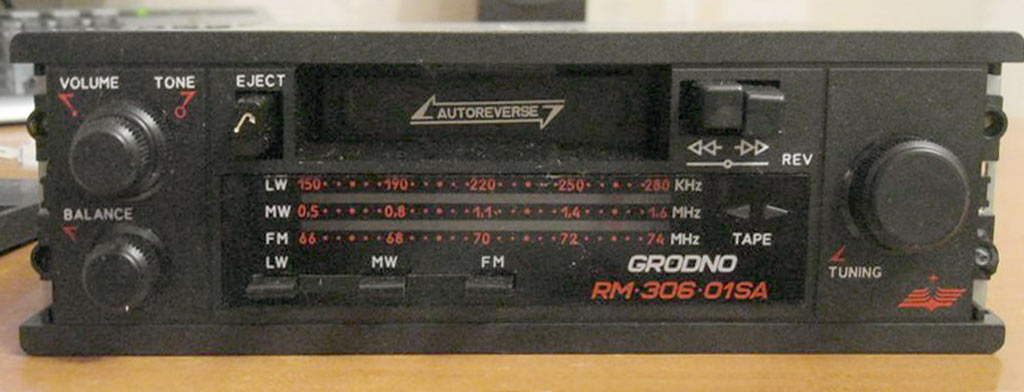 VOLUME TONE EJECT
AUTOREVERSE
REV
BALANCE
LW 150 190 220 250 280 KHz
MW 0.5 0.8 1.1 1.4 1.6 MHz
FM 66 68 70 72 74 MHz
TAPE
LW MW FM
GRODNO
RM·306·01SA
TUNING